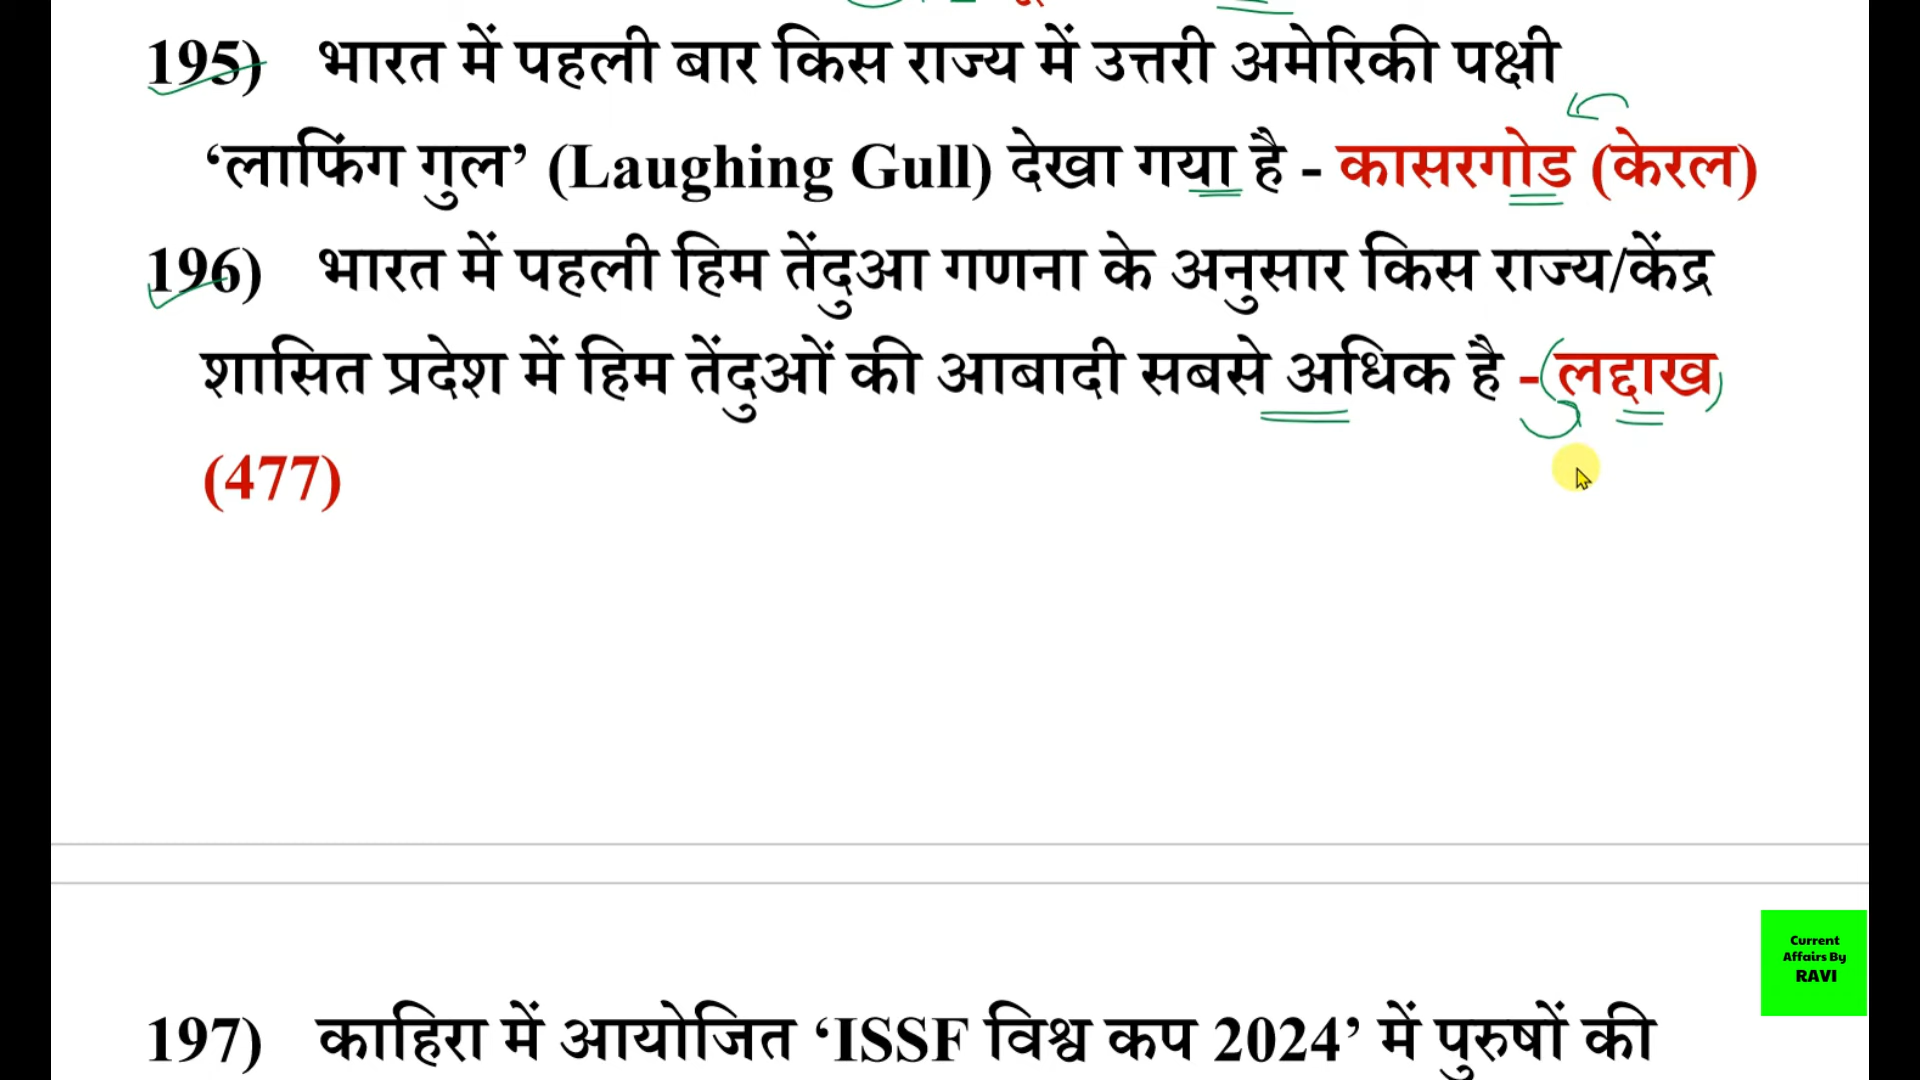 195) भारत में पहली बार किस राज्य में उत्तरी अमेरिकी पक्षी
‘लाफिंग गुल’ (Laughing Gull) देखा गया है - कासरगोड (केरल)
196) भारत में पहली हिम तेंदुआ गणना के अनुसार किस राज्य/केंद्र
शासित प्रदेश में हिम तेंदुओं की आबादी सबसे अधिक है - लद्दाख
(477)
197) काहिरा में आयोजित ‘ISSF विश्व कप 2024’ में पुरुषों की
Current
Affairs By
RAVI